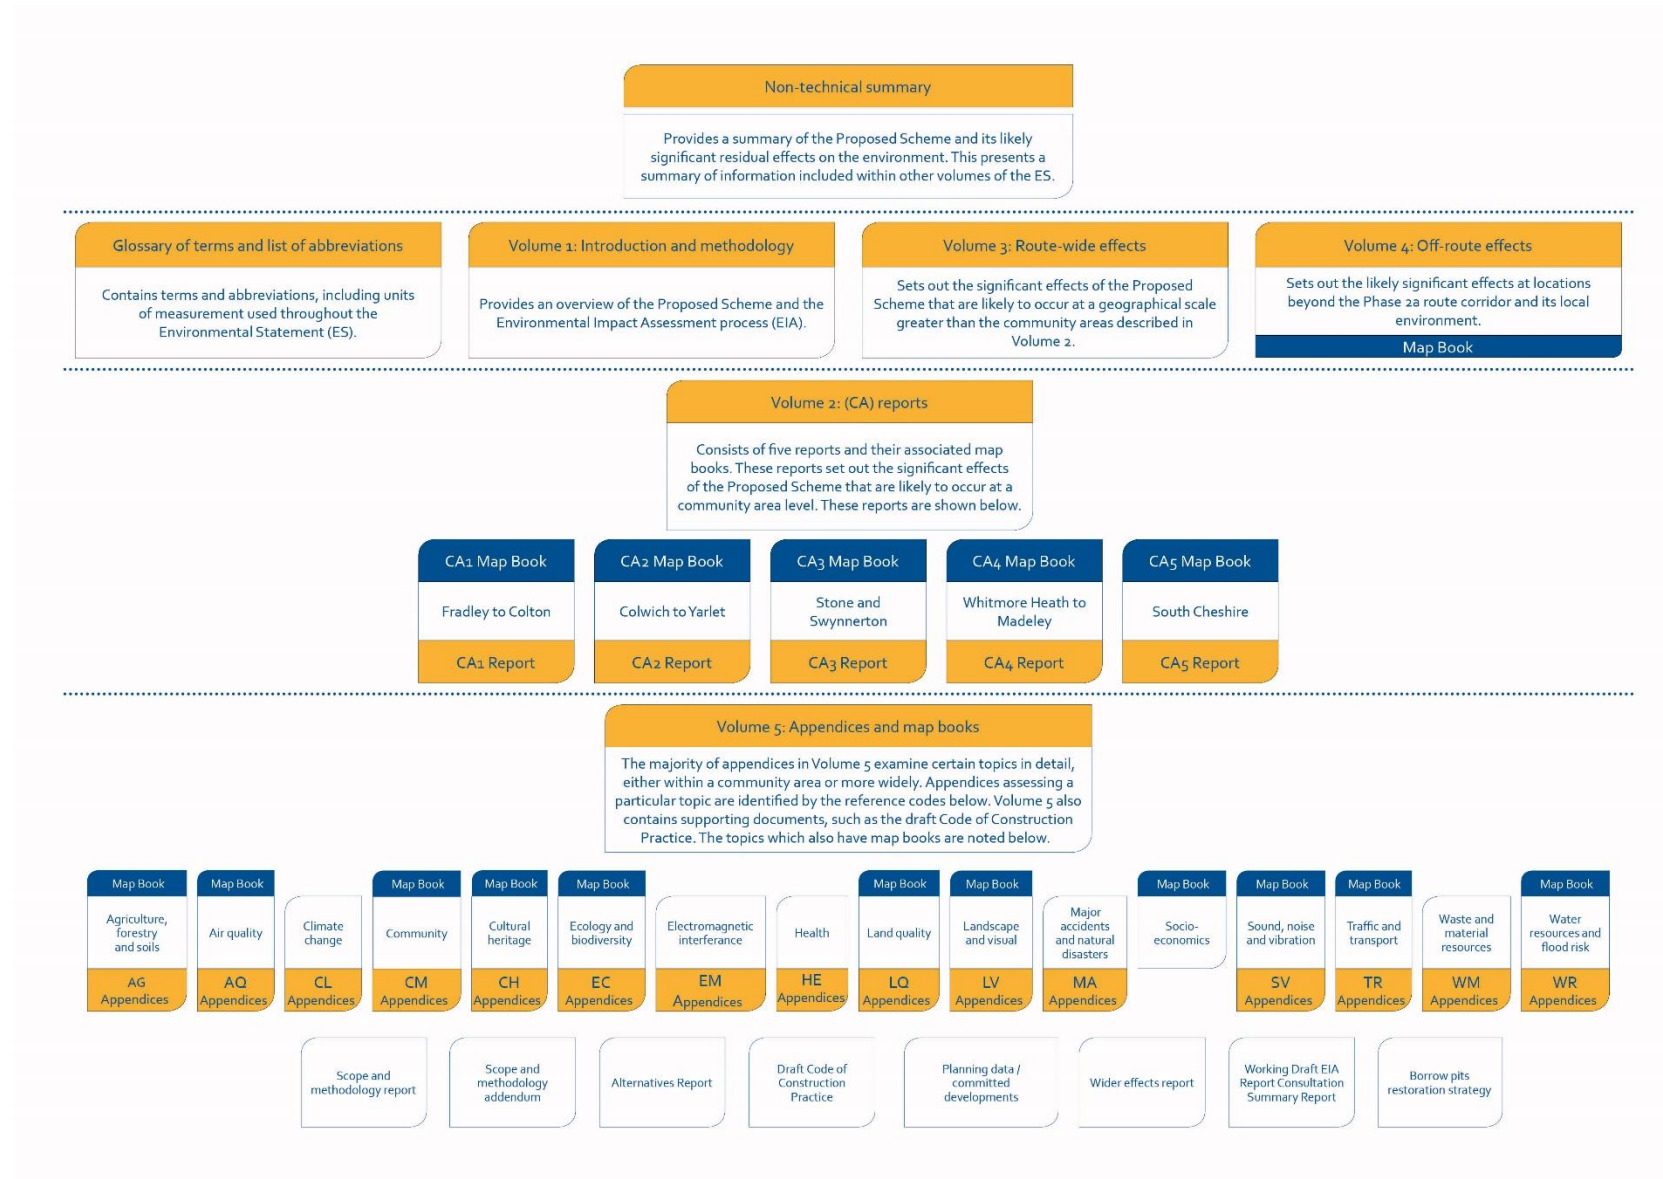 Non-technical summary
Provides a summary of the Proposed Scheme and its likely
significant residual effects on the environment. This presents a
summary of information included within other volumes of the ES.
Glossary of terms and list of abbreviations
Contains terms and abbreviations, including units
of measurement used throughout the
Environmental Statement (ES).
Volume 1: Introduction and methodology
Provides an overview of the Proposed Scheme and the
Environmental Impact Assessment process (EIA).
Volume 3: Route-wide effects
Sets out the significant effects of the Proposed
Scheme that are likely to occur at a geographical scale
greater than the community areas described in
Volume 2.
Volume 4: Off-route effects
Sets out the likely significant effects at locations
beyond the Phase 2a route corridor and its local
environment.
Map Book
Volume 2: (CA) reports
Consists of five reports and their associated map
books. These reports set out the significant effects
of the Proposed Scheme that are likely to occur at a
community area level. These reports are shown below.
CA1 Map Book
Fradley to Colton
CA1 Report
CA2 Map Book
Colwich to Yarlet
CA2 Report
CA3 Map Book
Stone and
Swynnerton
CA3 Report
CA4 Map Book
Whitmore Heath to
Madeley
CA4 Report
CA5 Map Book
South Cheshire
CA5 Report
Volume 5: Appendices and map books
The majority of appendices in Volume 5 examine certain topics in detail,
either within a community area or more widely. Appendices assessing a
particular topic are identified by the reference codes below. Volume 5 also
contains supporting documents, such as the draft Code of Construction
Practice. The topics which also have map books are noted below.
Map Book
Agriculture,
forestry
and soils
AG
Appendices
Map Book
Air quality
AQ
Appendices
Climate
change
CL
Appendices
Map Book
Community
CM
Appendices
Map Book
Cultural
heritage
CH
Appendices
Map Book
Ecology and
biodiversity
EC
Appendices
Electromagnetic
interferance
EM
Appendices
Health
HE
Appendices
Map Book
Land quality
LQ
Appendices
Map Book
Landscape
and visual
LV
Appendices
Major
accidents
and natural
disasters
MA
Appendices
Map Book
Socio-
economics
Map Book
Sound, noise
and vibration
SV
Appendices
Map Book
Traffic and
transport
TR
Appendices
Waste and
material
resources
WM
Appendices
Map Book
Water
resources and
flood risk
WR
Appendices
Scope and
methodology report
Scope and
methodology
addendum
Alternatives Report
Draft Code of
Construction
Practice
Planning data /
committed
developments
Wider effects report
Working Draft EIA
Report Consultation
Summary Report
Borrow pits
restoration strategy